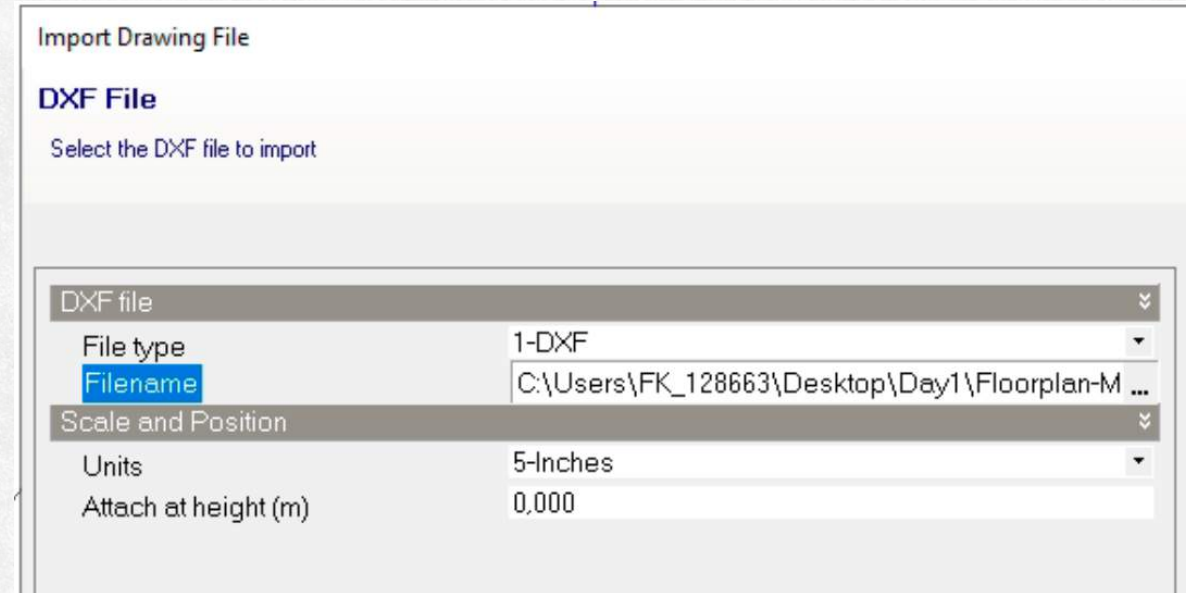 Import Drawing File
DXF File
Select the DXF file to import
DXF file
File type 1-DXF
Filename C:\Users\FK_128663\Desktop\Day1\Floorplan-M ...
Scale and Position
Units 5-Inches
Attach at height (m) 0,000